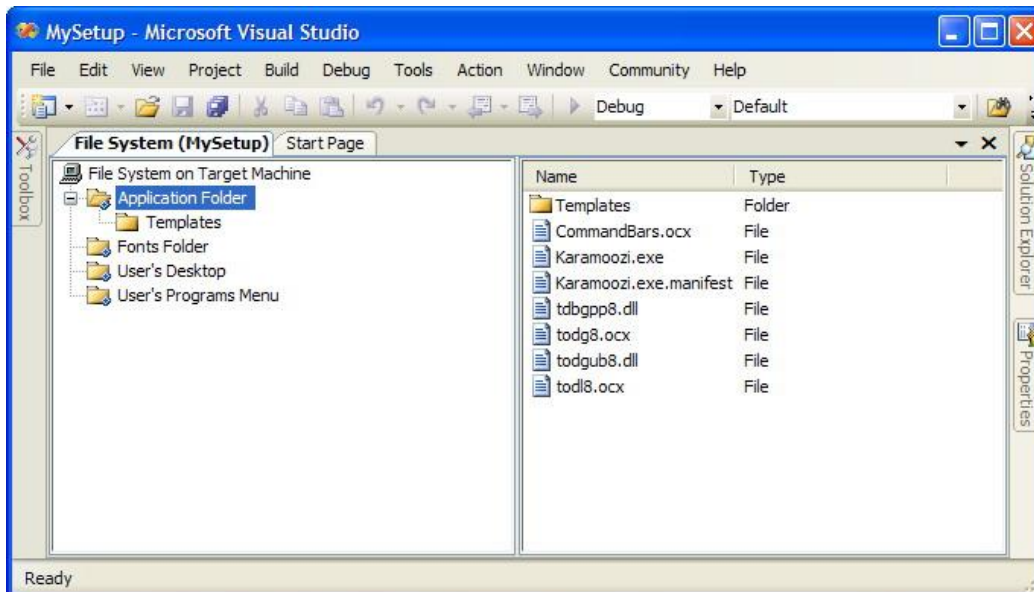 MySetup - Microsoft Visual Studio
File Edit View Project Build Debug Tools Action Window Community Help
Debug Default
File System (MySetup) Start Page
Toolbox
File System on Target Machine
Application Folder
Templates
Fonts Folder
User's Desktop
User's Programs Menu
Name Type
Templates Folder
CommandBars.ocx File
Karamoozi.exe File
Karamoozi.exe.manifest File
tdbgpp8.dll File
todg8.ocx File
todgub8.dll File
todl8.ocx File
Solution Explorer
Properties
Ready